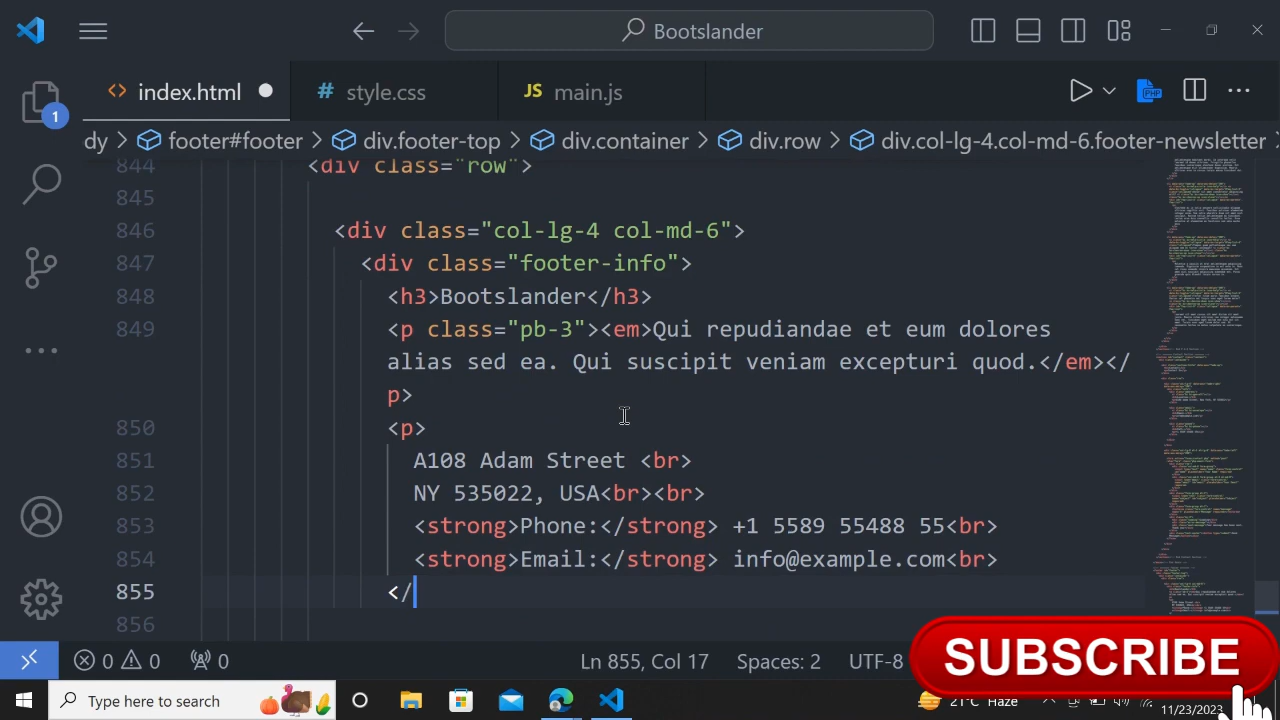 Bootslander
index.html
# style.css
JS main.js
PHP
1
dy > footer#footer > div.footer-top > div.container > div.row > div.col-lg-4.col-md-6.footer-newsletter
844 <div class="row">
845
846 <div class="col-lg-4 col-md-6">
847 <div class="footer-info">
848 <h3>Bootslander</h3>
849 <p class="pb-3"><em>Qui repudiandae et eum dolores
alias sed ea. Qui suscipit veniam excepturi quod.</em></
p>
850 <p>
851 A108 Adam Street <br>
852 NY 535022, USA<br><br>
853 <strong>Phone:</strong> ++ 5589 55488 55<br>
854 <strong>Email:</strong> info@example.com<br>
855 </
856
0 0 0 Ln 855, Col 17 Spaces: 2 UTF-8
SUBSCRIBE
Type here to search
21°C Haze
11/23/2023